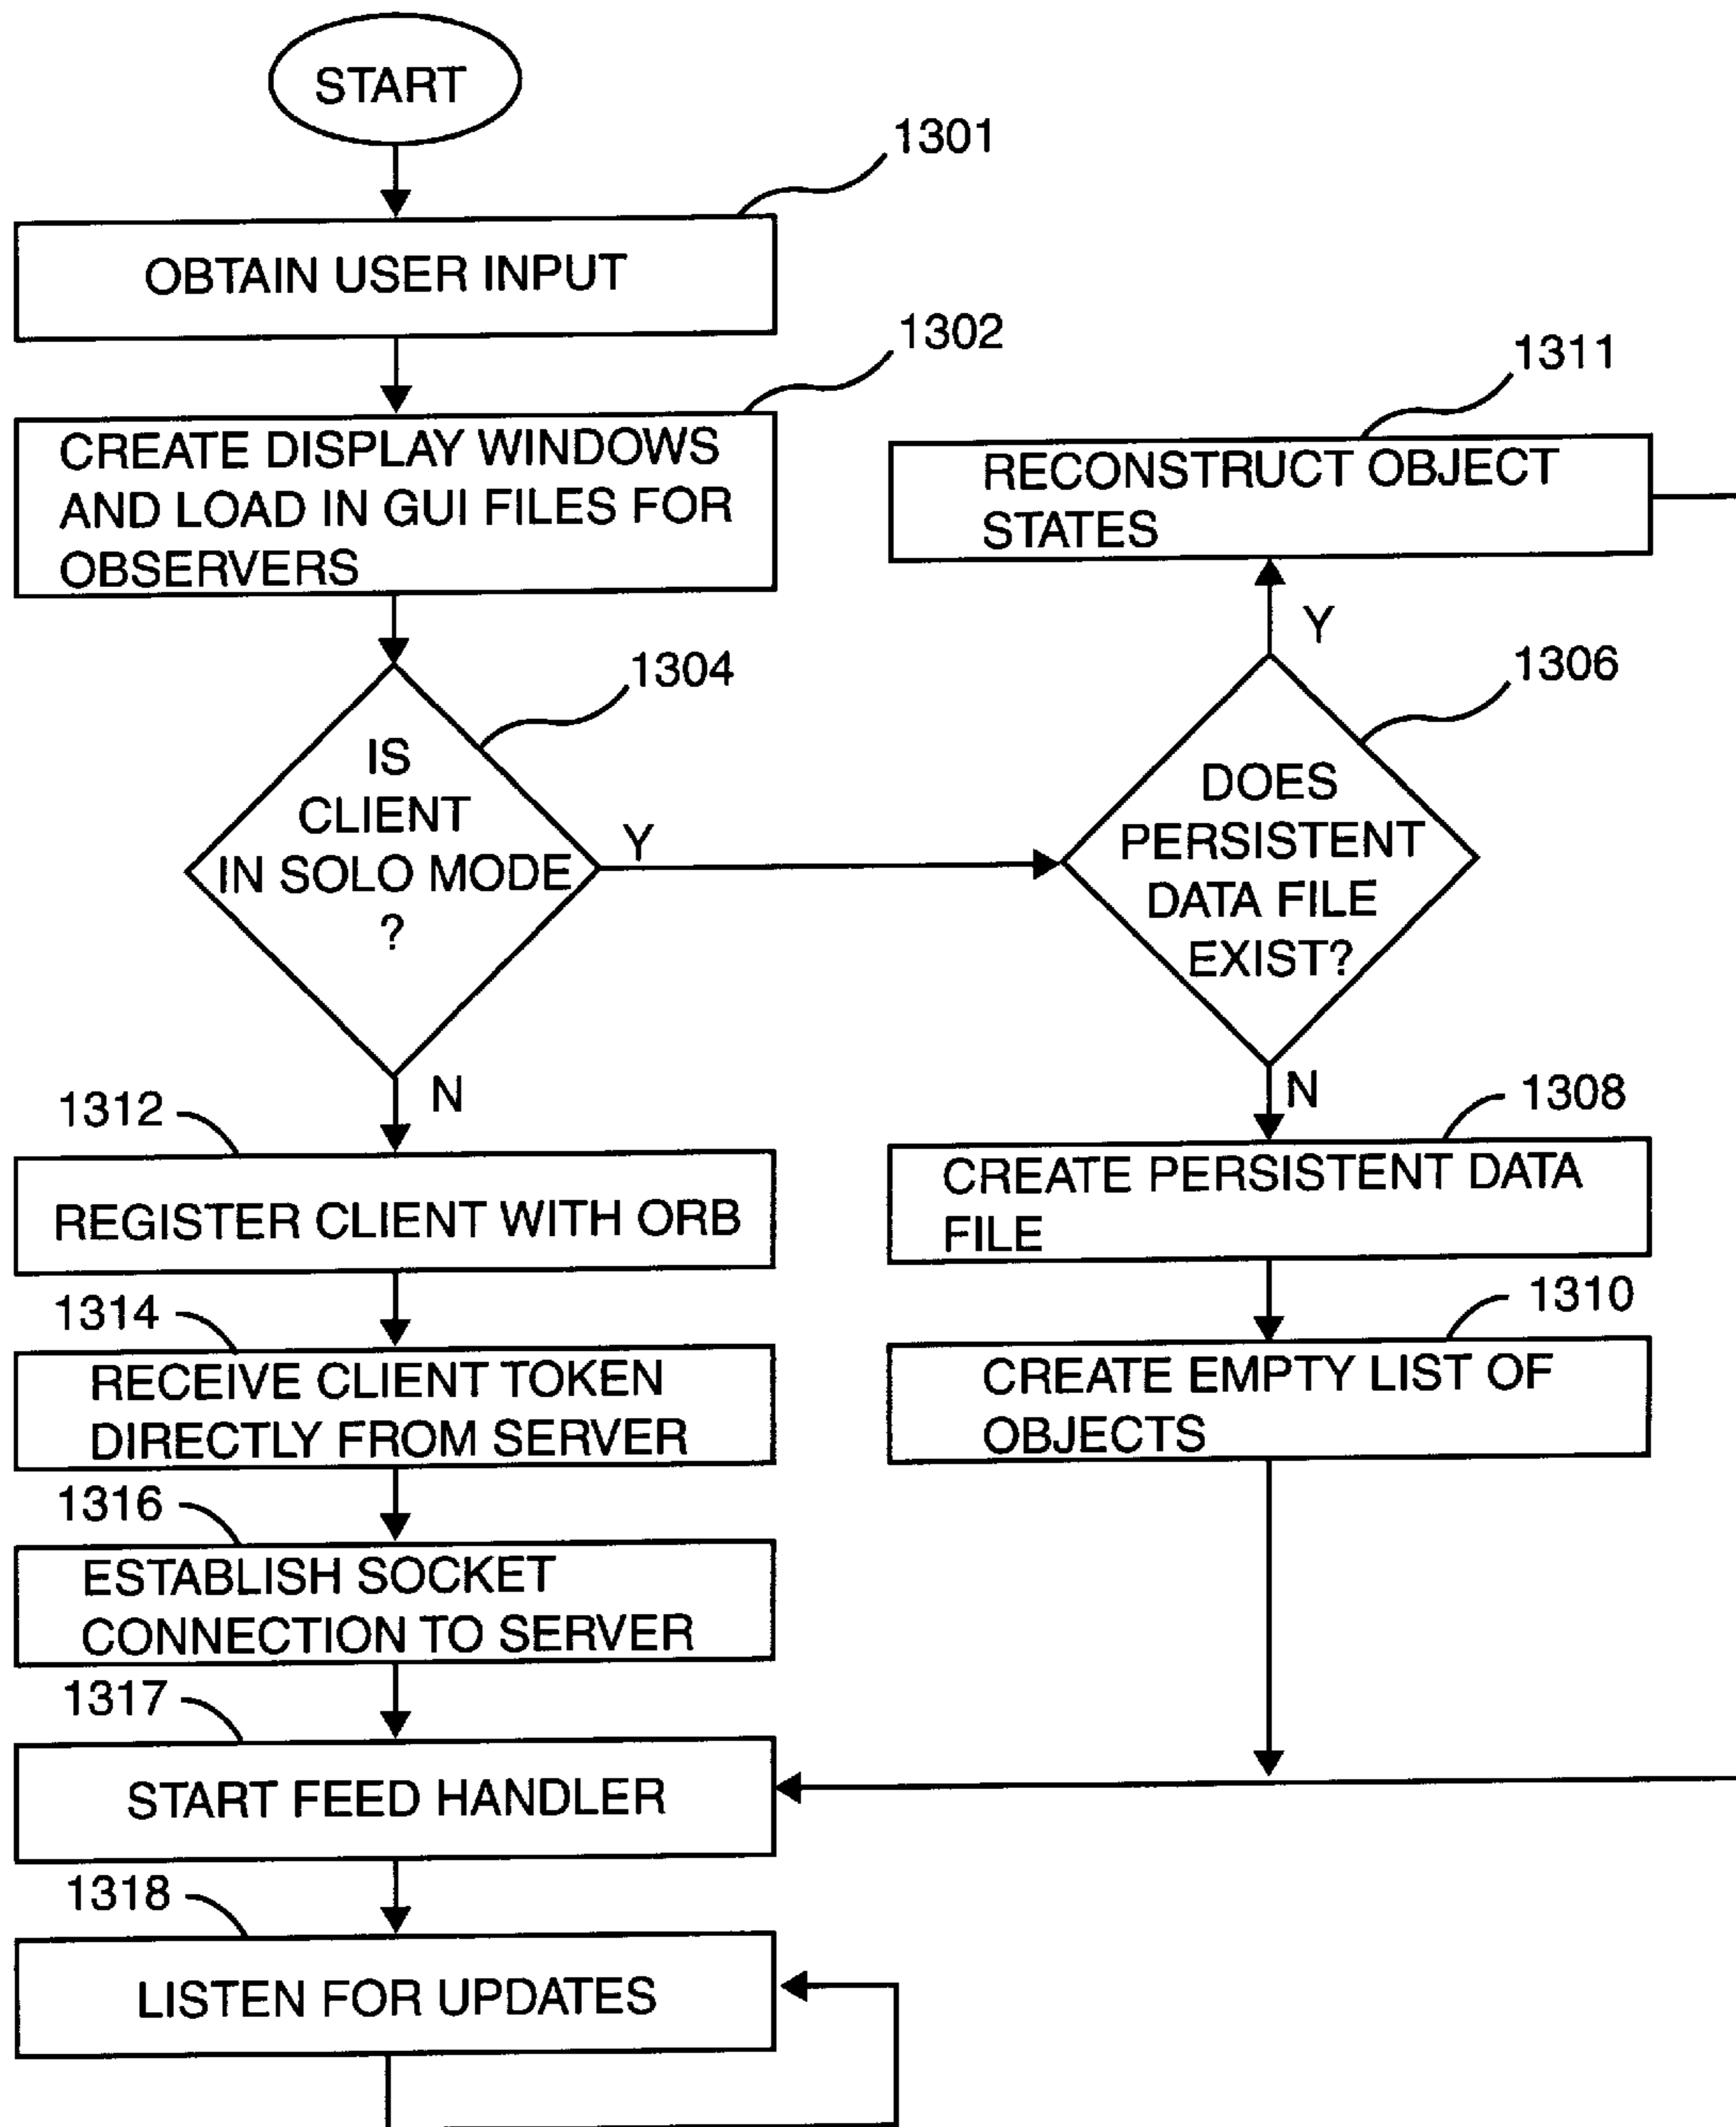 START
1301
OBTAIN USER INPUT
1302
CREATE DISPLAY WINDOWS
AND LOAD IN GUI FILES FOR
OBSERVERS
1311
RECONSTRUCT OBJECT
STATES
Y
1304
IS
CLIENT
IN SOLO MODE
?
Y
1306
DOES
PERSISTENT
DATA FILE
EXIST?
N
1312
REGISTER CLIENT WITH ORB
N
1308
CREATE PERSISTENT DATA
FILE
1314
RECEIVE CLIENT TOKEN
DIRECTLY FROM SERVER
1310
CREATE EMPTY LIST OF
OBJECTS
1316
ESTABLISH SOCKET
CONNECTION TO SERVER
1317
START FEED HANDLER
1318
LISTEN FOR UPDATES